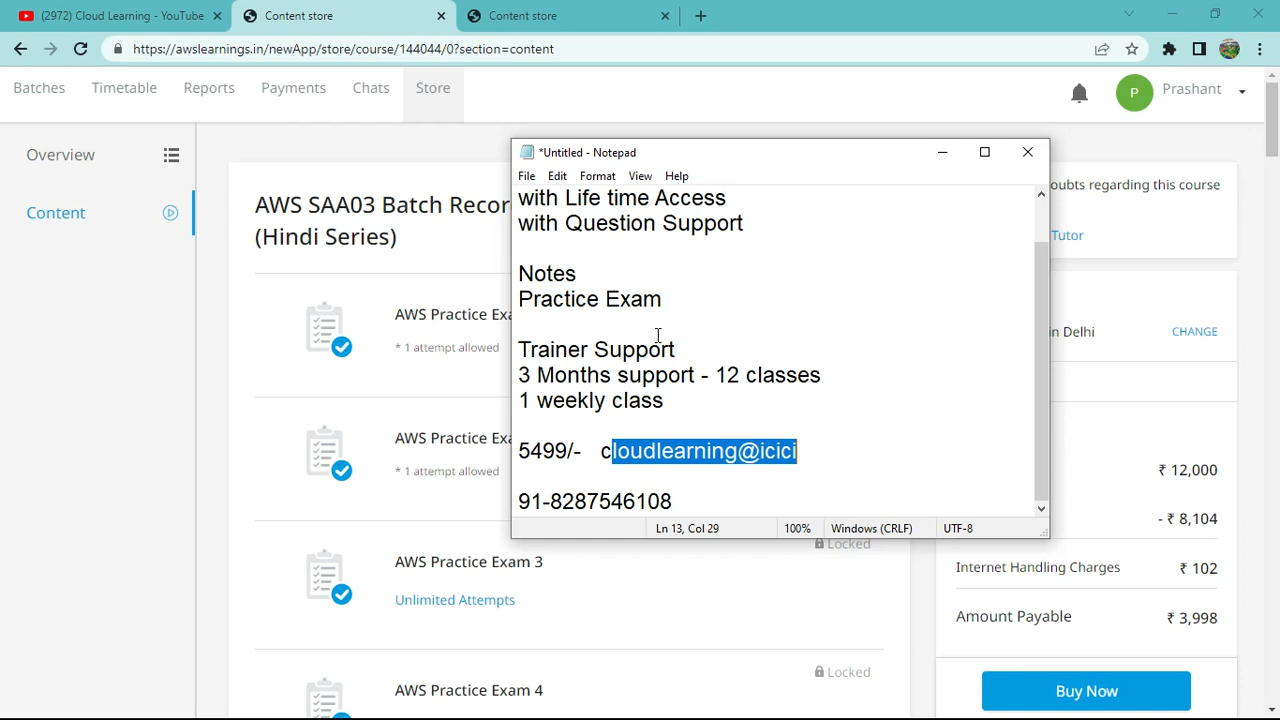 (2972) Cloud Learning - YouTube
Content store
Content store
https://awslearnings.in/newApp/store/course/144044/0?section=content
Batches
Timetable
Reports
Payments
Chats
Store
P
Prashant
Overview
Content
AWS SAA03 Batch Recor
(Hindi Series)
AWS Practice Exa
* 1 attempt allowed
AWS Practice Exa
* 1 attempt allowed
Locked
AWS Practice Exam 3
Unlimited Attempts
Locked
AWS Practice Exam 4
*Untitled - Notepad
File Edit Format View Help
with Life time Access
with Question Support
Notes
Practice Exam
Trainer Support
3 Months support - 12 classes
1 weekly class
5499/- cloudlearning@icici
91-8287546108
Ln 13, Col 29
100%
Windows (CRLF)
UTF-8
oubts regarding this course
Tutor
in Delhi
CHANGE
₹ 12,000
- ₹ 8,104
Internet Handling Charges ₹ 102
Amount Payable ₹ 3,998
Buy Now